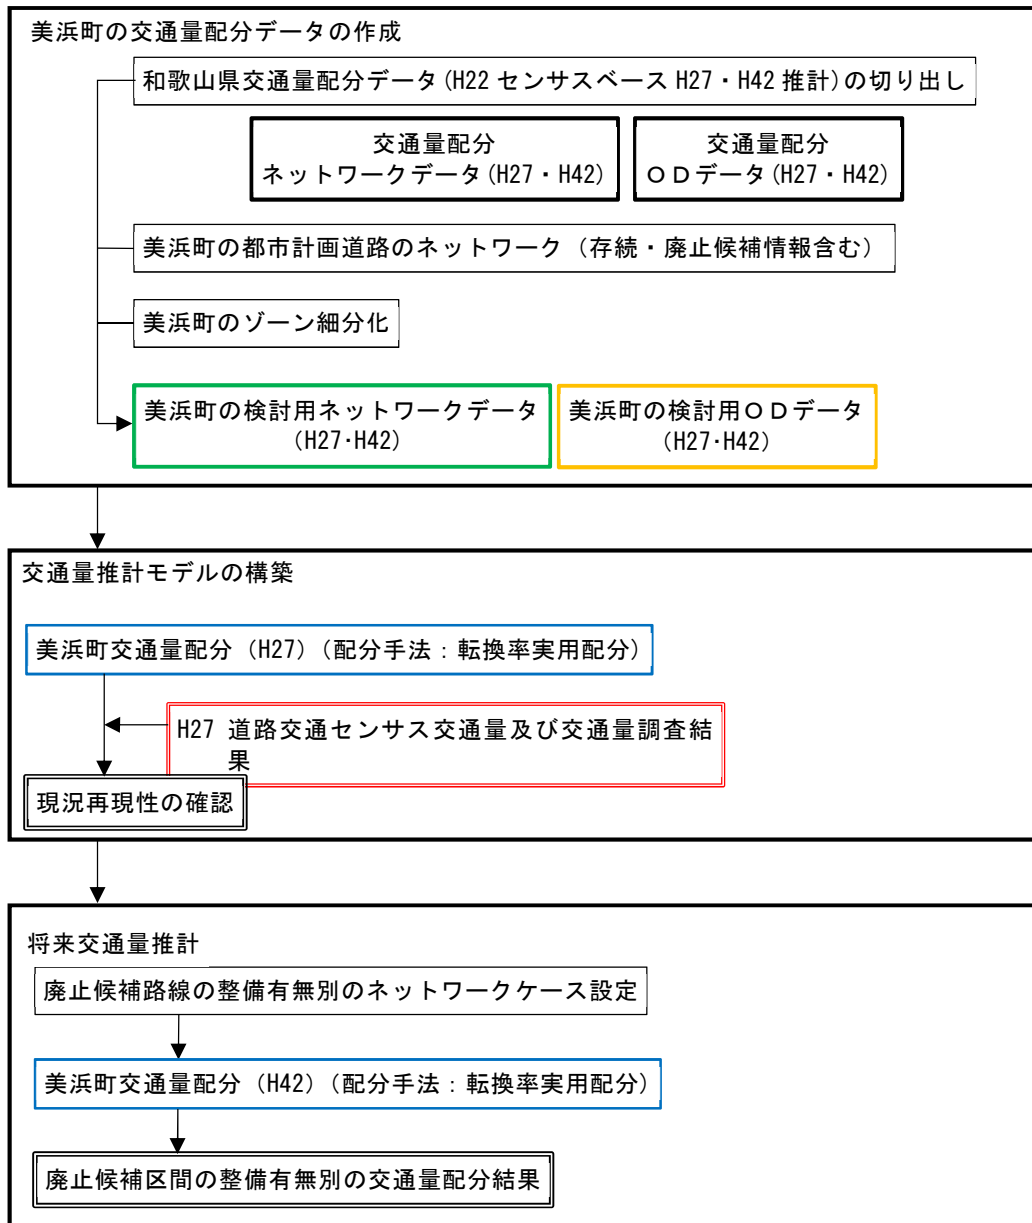 美浜町の交通量配分データの作成
和歌山県交通量配分データ(H22 センサスベース H27・H42 推計)の切り出し
交通量配分
ネットワークデータ(H27・H42)
交通量配分
ODデータ(H27・H42)
美浜町の都市計画道路のネットワーク(存続・廃止候補情報含む)
美浜町のゾーン細分化
美浜町の検討用ネットワークデータ
(H27・H42)
美浜町の検討用ODデータ
(H27・H42)
交通量推計モデルの構築
美浜町交通量配分(H27)(配分手法:転換率実用配分)
H27 道路交通センサス交通量及び交通量調査結
果
現況再現性の確認
将来交通量推計
廃止候補路線の整備有無別のネットワークケース設定
美浜町交通量配分(H42)(配分手法:転換率実用配分)
廃止候補区間の整備有無別の交通量配分結果